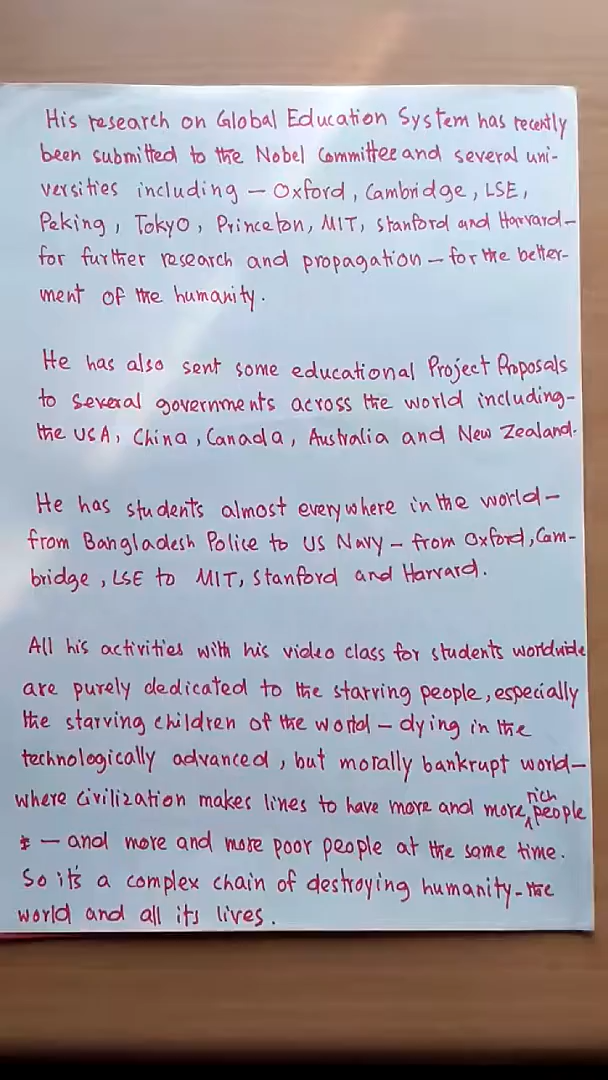 His research on Global Education System has recently
been submitted to the Nobel Committee and several uni-
versities including — Oxford, Cambridge, LSE,
Peking, Tokyo, Princeton, MIT, Stanford and Harvard —
for further research and propagation — for the better-
ment of the humanity.
He has also sent some educational Project Proposals
to several governments across the world including -
the USA, China, Canada, Australia and New Zealand.
He has students almost everywhere in the world —
from Bangladesh Police to US Navy — from Oxford, Cam-
bridge, LSE to MIT, Stanford and Harvard.
All his activities with his video class for students worldwide
are purely dedicated to the starving people, especially
the starving children of the world — dying in the
technologically advanced, but morally bankrupt world —
where civilization makes lines to have more and more rich people
— and more and more poor people at the same time.
So it's a complex chain of destroying humanity - the
world and all its lives.